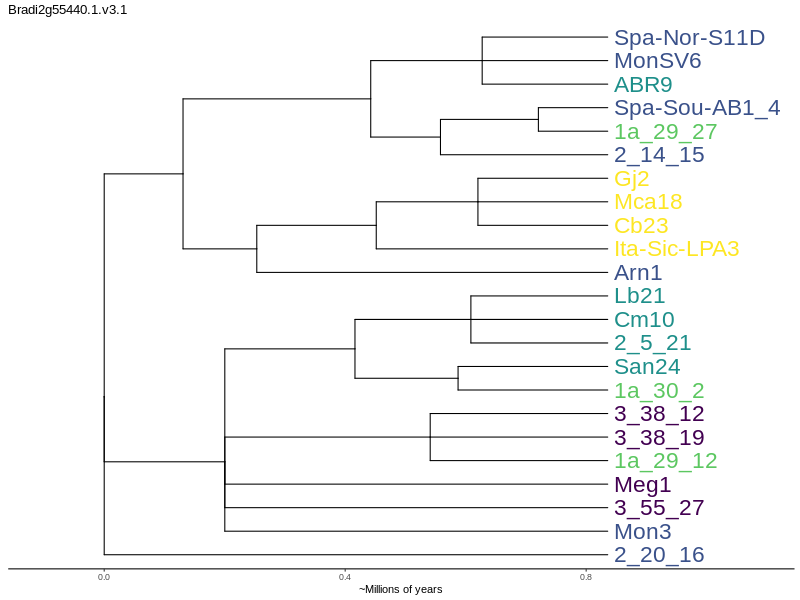 Bradi2g55440.1.v3.1
Spa-Nor-S11D
MonSV6
ABR9
Spa-Sou-AB1_4
1a_29_27
2_14_15
Gj2
Mca18
Cb23
Ita-Sic-LPA3
Arn1
Lb21
Cm10
2_5_21
San24
1a_30_2
3_38_12
3_38_19
1a_29_12
Meg1
3_55_27
Mon3
2_20_16
0.0 0.4 0.8
~Millions of years